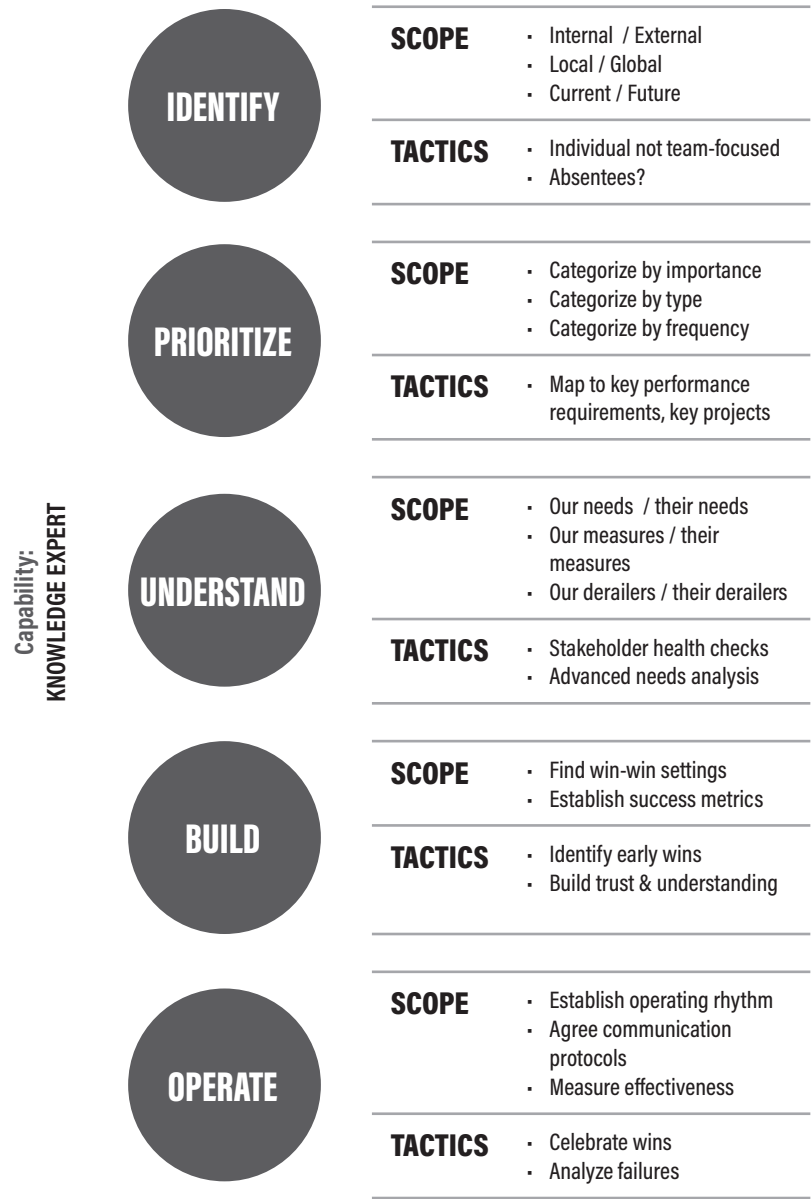 IDENTIFY
SCOPE
· Internal / External
· Local / Global
· Current / Future
TACTICS
· Individual not team-focused
· Absentees?
PRIORITIZE
SCOPE
· Categorize by importance
· Categorize by type
· Categorize by frequency
TACTICS
· Map to key performance
requirements, key projects
Capability:
KNOWLEDGE EXPERT
UNDERSTAND
SCOPE
· Our needs / their needs
· Our measures / their
measures
· Our derailers / their derailers
TACTICS
· Stakeholder health checks
· Advanced needs analysis
BUILD
SCOPE
· Find win-win settings
· Establish success metrics
TACTICS
· Identify early wins
· Build trust & understanding
OPERATE
SCOPE
· Establish operating rhythm
· Agree communication
protocols
· Measure effectiveness
TACTICS
· Celebrate wins
· Analyze failures